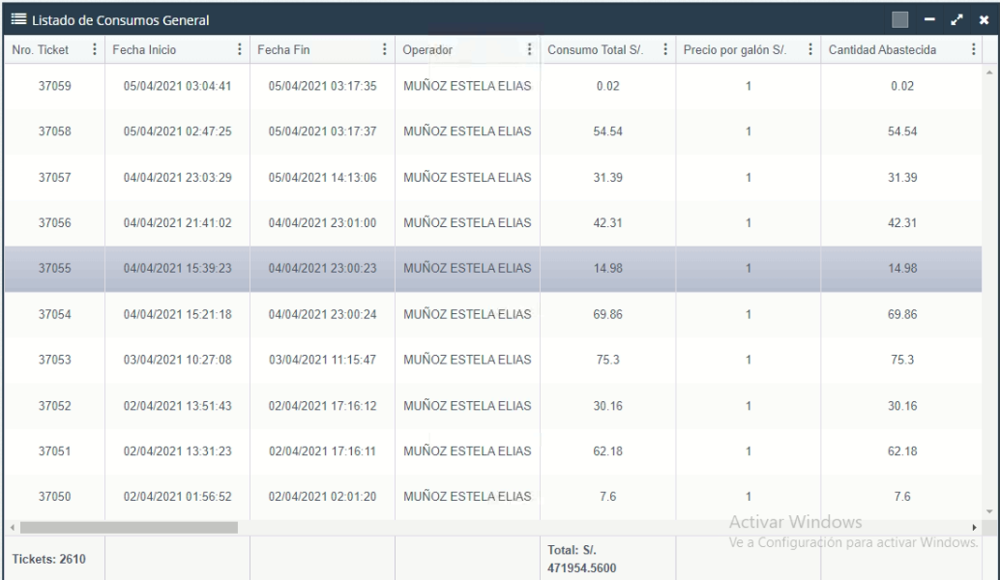 Listado de Consumos General
Nro. Ticket Fecha Inicio Fecha Fin Operador Consumo Total S/. Precio por galón S/. Cantidad Abastecida
37059 05/04/2021 03:04:41 05/04/2021 03:17:35 MUÑOZ ESTELA ELIAS 0.02 1 0.02
37058 05/04/2021 02:47:25 05/04/2021 03:17:37 MUÑOZ ESTELA ELIAS 54.54 1 54.54
37057 04/04/2021 23:03:29 05/04/2021 14:13:06 MUÑOZ ESTELA ELIAS 31.39 1 31.39
37056 04/04/2021 21:41:02 04/04/2021 23:01:00 MUÑOZ ESTELA ELIAS 42.31 1 42.31
37055 04/04/2021 15:39:23 04/04/2021 23:00:23 MUÑOZ ESTELA ELIAS 14.98 1 14.98
37054 04/04/2021 15:21:18 04/04/2021 23:00:24 MUÑOZ ESTELA ELIAS 69.86 1 69.86
37053 03/04/2021 10:27:08 03/04/2021 11:15:47 MUÑOZ ESTELA ELIAS 75.3 1 75.3
37052 02/04/2021 13:51:43 02/04/2021 17:16:12 MUÑOZ ESTELA ELIAS 30.16 1 30.16
37051 02/04/2021 13:31:23 02/04/2021 17:16:11 MUÑOZ ESTELA ELIAS 62.18 1 62.18
37050 02/04/2021 01:56:52 02/04/2021 02:01:20 MUÑOZ ESTELA ELIAS 7.6 1 7.6
Activar Windows
Ve a Configuración para activar Windows.
Tickets: 2610 Total: S/.
471954.5600